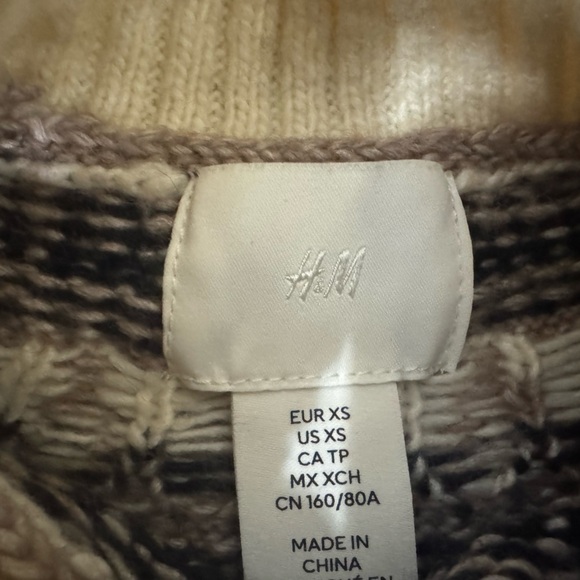 H&M
EUR XS
US XS
CA TP
MX XCH
CN 160/80A
MADE IN
CHINA